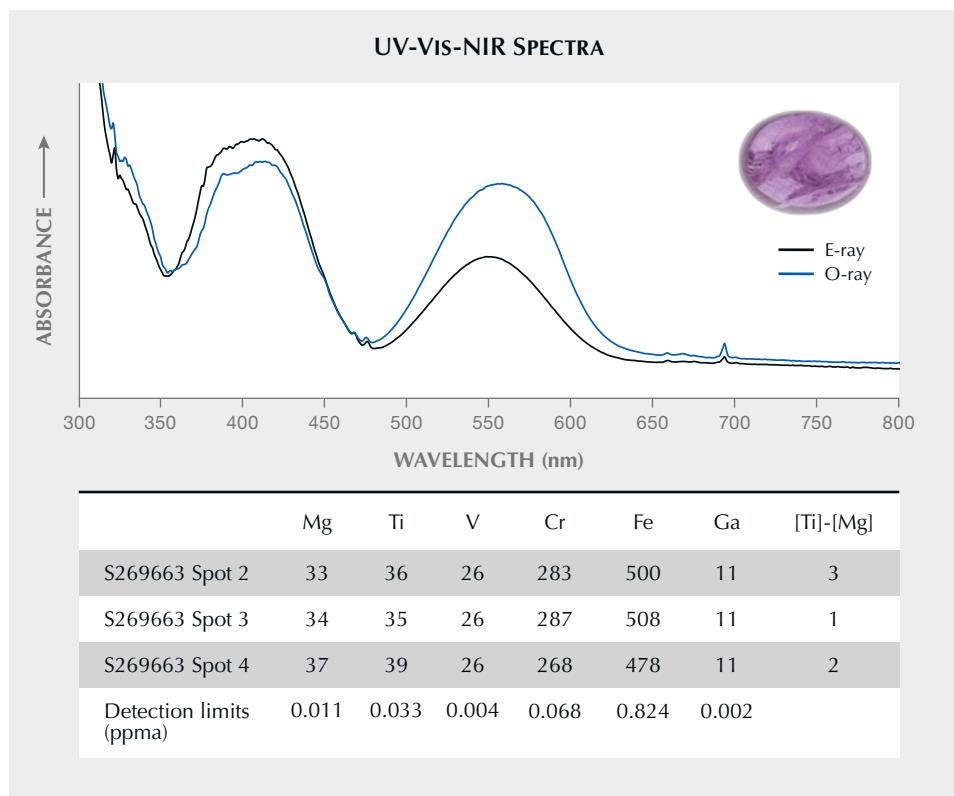 UV-VIS-NIR SPECTRA
ABSORBANCE
E-ray
O-ray
300 350 400 450 500 550 600 650 700 750 800
WAVELENGTH (nm)
Mg Ti V Cr Fe Ga [Ti]-[Mg]
S269663 Spot 2 33 36 26 283 500 11 3
S269663 Spot 3 34 35 26 287 508 11 1
S269663 Spot 4 37 39 26 268 478 11 2
Detection limits 0.011 0.033 0.004 0.068 0.824 0.002
(ppma)